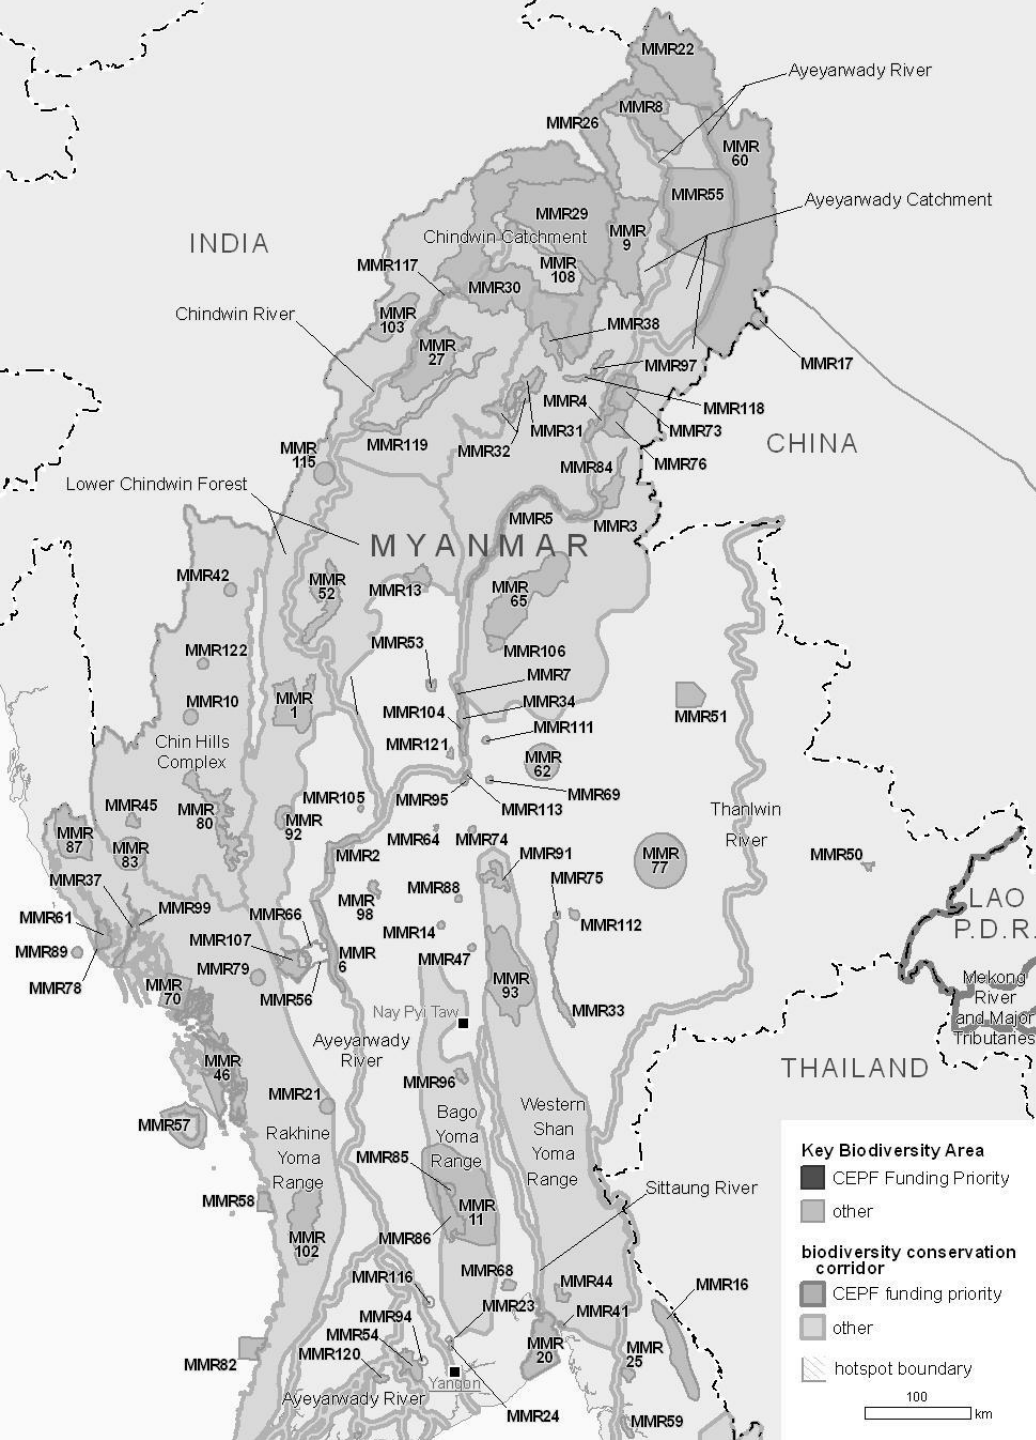 MMR22
Ayeyarwady River
MMR8
MMR26
MMR
60
MMR55
Ayeyarwady Catchment
MMR29
MMR
9
INDIA
Chindwin Catchment
MMR117
MMR
108
MMR30
Chindwin River
MMR
103
MMR38
MMR
27
MMR97
MMR17
MMR4
MMR118
MMR31
MMR73
MMR119
CHINA
MMR
115
MMR32
MMR84
MMR76
Lower Chindwin Forest
MMR5
MMR3
MYANMAR
MMR42
MMR
52
MMR13
MMR
65
MMR53
MMR122
MMR106
MMR7
MMR10
MMR
1
MMR34
MMR104
MMR51
MMR111
Chin Hills
Complex
MMR121
MMR
62
MMR105
MMR95
MMR69
MMR45
MMR
80
MMR113
Thanlwin
River
MMR
87
MMR
92
MMR64
MMR74
MMR
83
MMR2
MMR91
MMR
77
MMR50
MMR37
MMR88
MMR75
MMR99
MMR
98
LAO
P.D.R.
MMR61
MMR66
MMR112
MMR107
MMR14
MMR89
MMR
6
MMR47
MMR79
MMR
93
MMR78
MMR
70
MMR56
Mekong
River
and Major
Tributaries
Nay Pyi Taw
MMR33
Ayeyarwady
River
MMR
46
THAILAND
MMR96
MMR21
Western
Shan
Yoma
Range
Bago
Yoma
Range
MMR57
Rakhine
Yoma
Range
MMR85
Key Biodiversity Area
CEPF Funding Priority
MMR58
Sittaung River
MMR
11
other
MMR
102
MMR86
biodiversity conservation
corridor
MMR68
MMR116
MMR44
MMR16
CEPF funding priority
MMR23
MMR94
MMR41
other
MMR54
MMR120
MMR
20
MMR
25
MMR82
hotspot boundary
Yangon
Ayeyarwady River
100
km
MMR24
MMR59